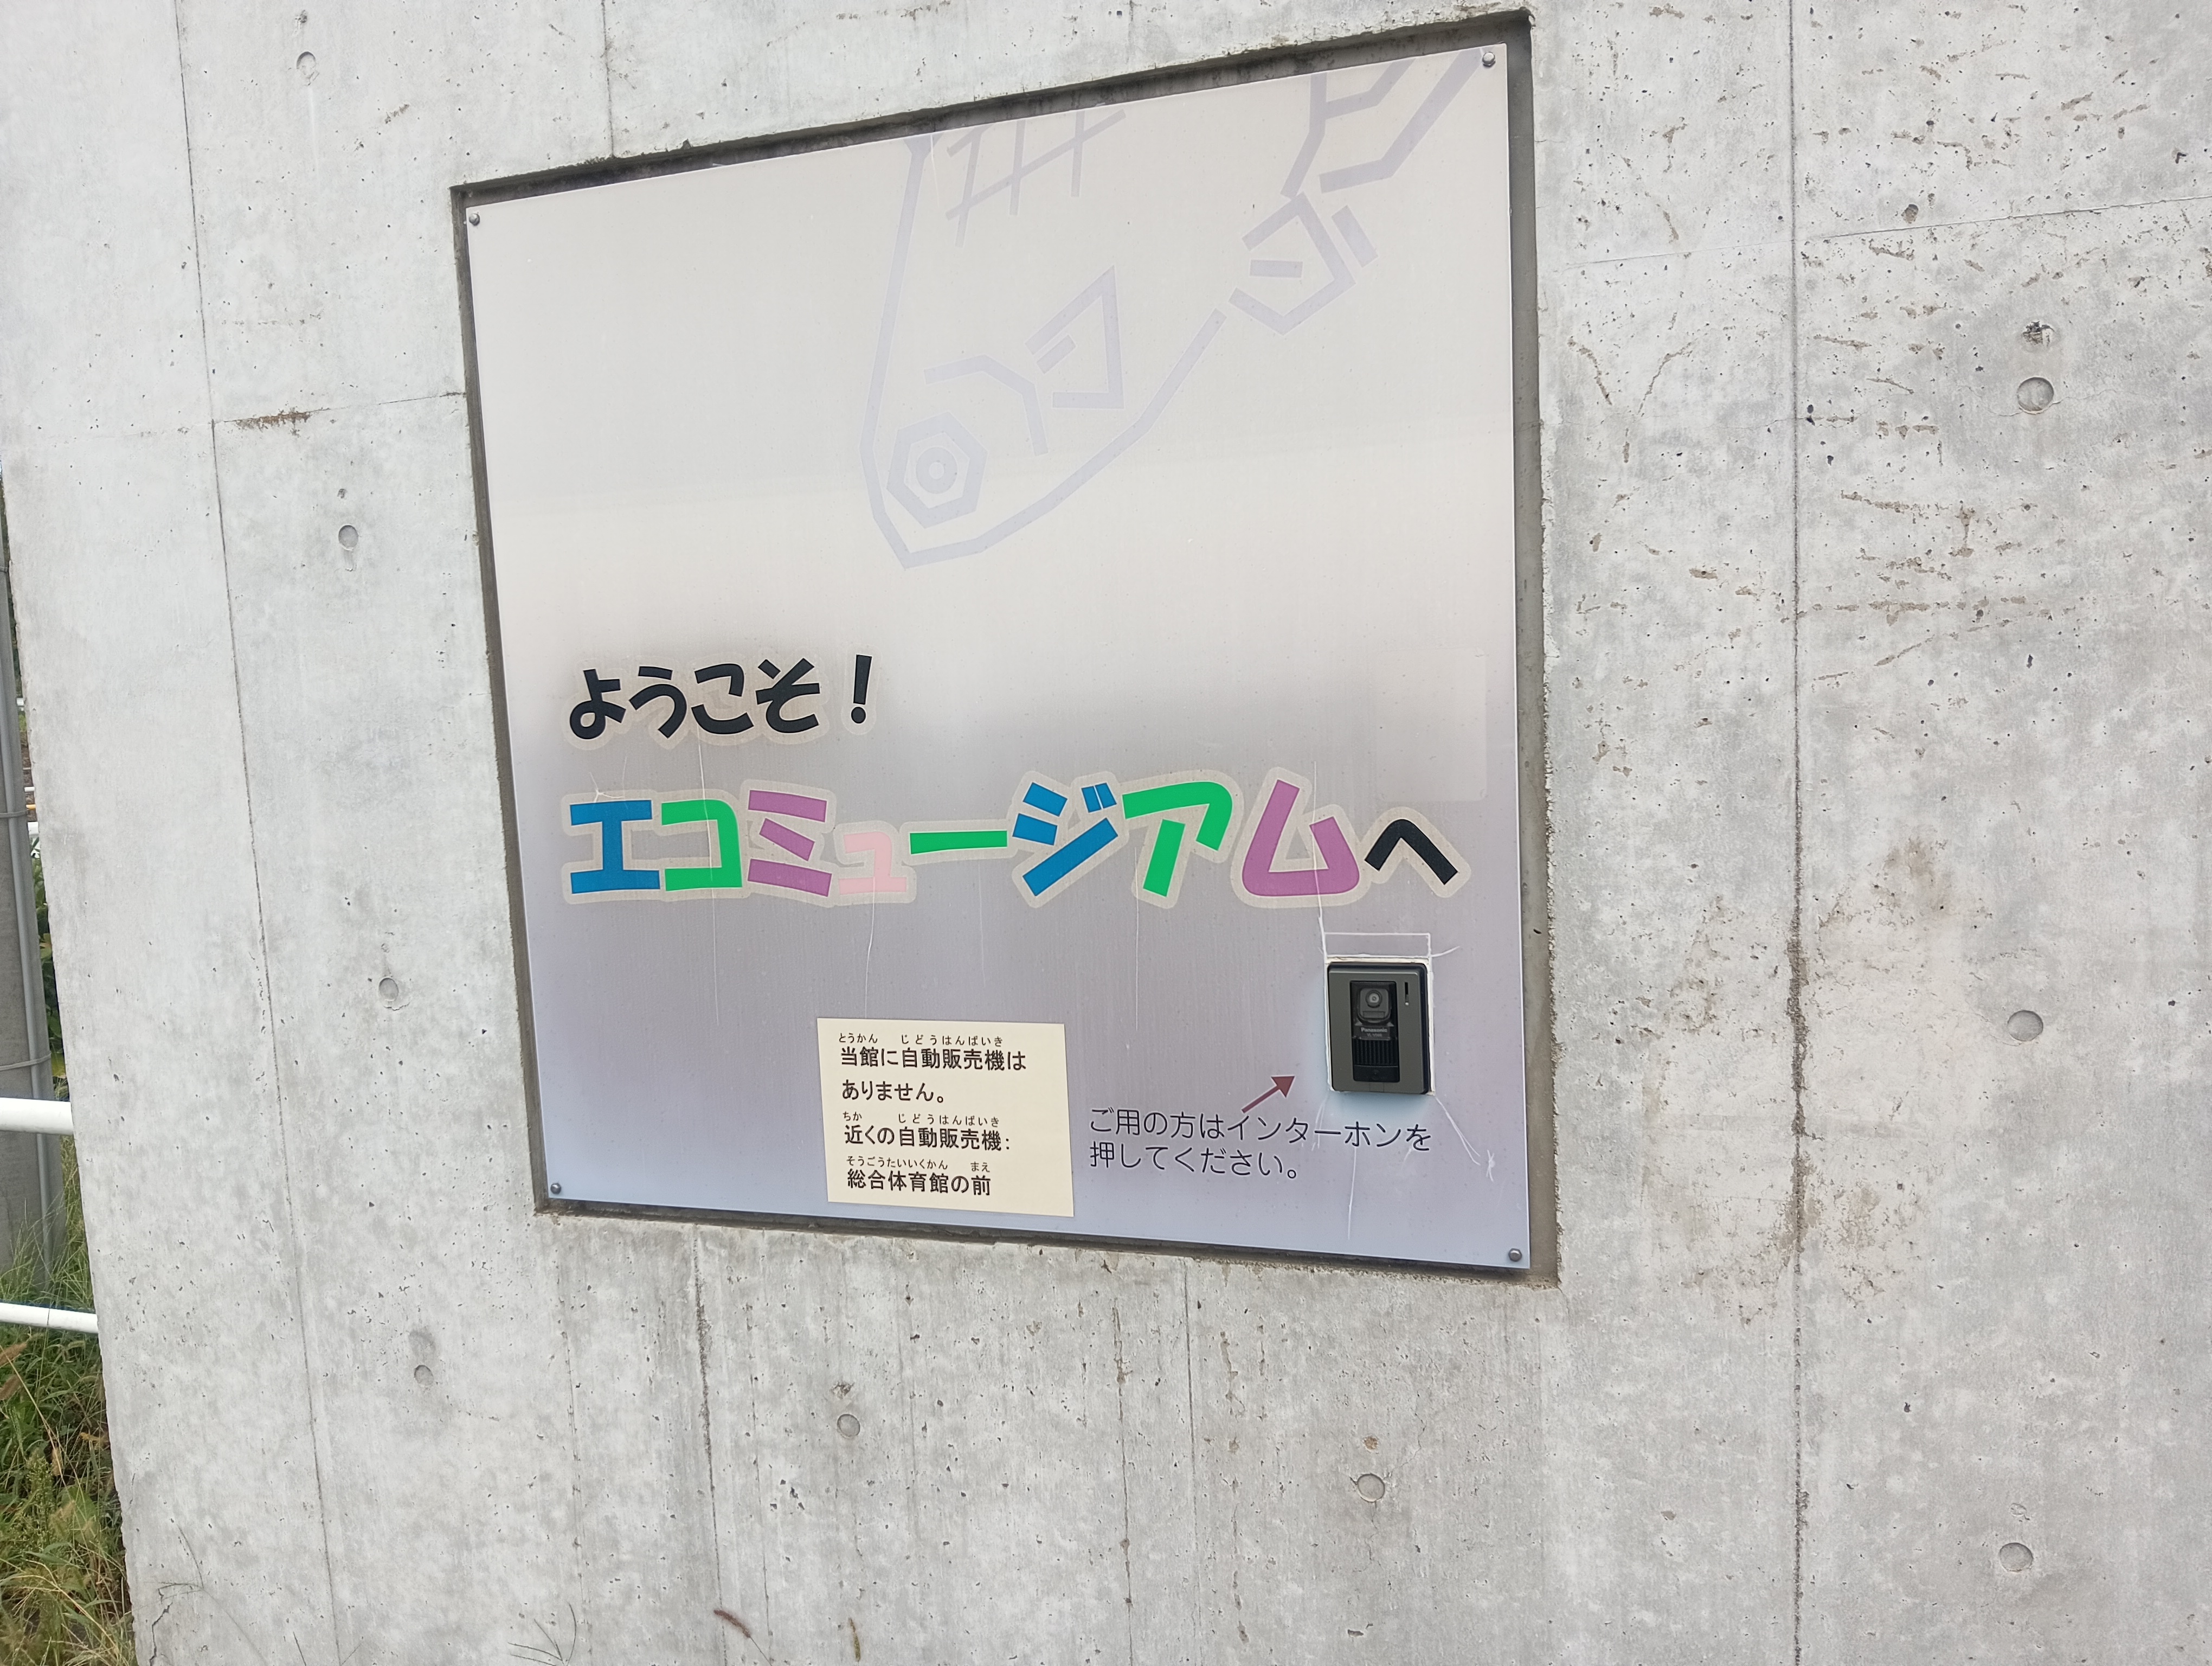 ようこそ！
エコミュージアムへ
Panasonic
とうかん じどうはんばいき
当館に自動販売機は
ありません。
ちか じどうはんばいき
近くの自動販売機：
そうごうたいいくかん まえ
総合体育館の前
ご用の方はインターホンを
押してください。